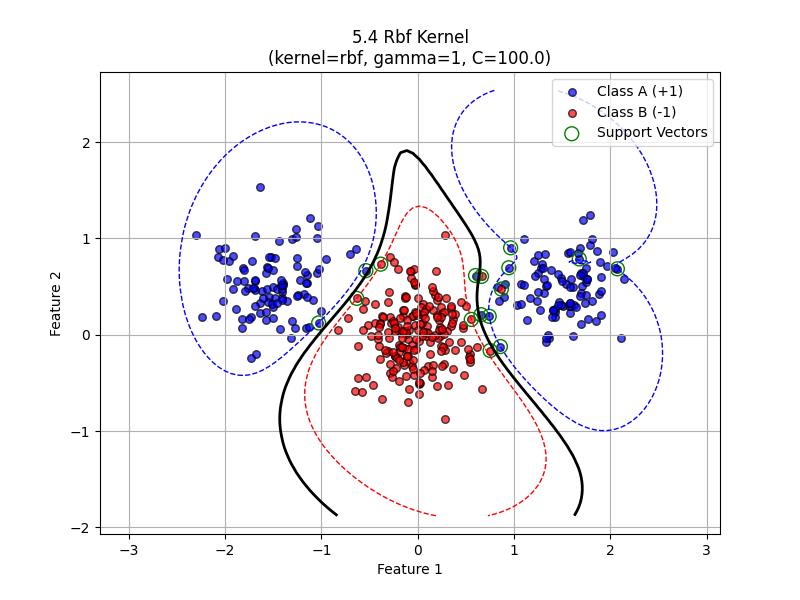 5.4 Rbf Kernel
(kernel=rbf, gamma=1, C=100.0)
Class A (+1)
Class B (-1)
Support Vectors
Feature 2
2
1
0
−1
−2
−3
−2
−1
0
1
2
3
Feature 1